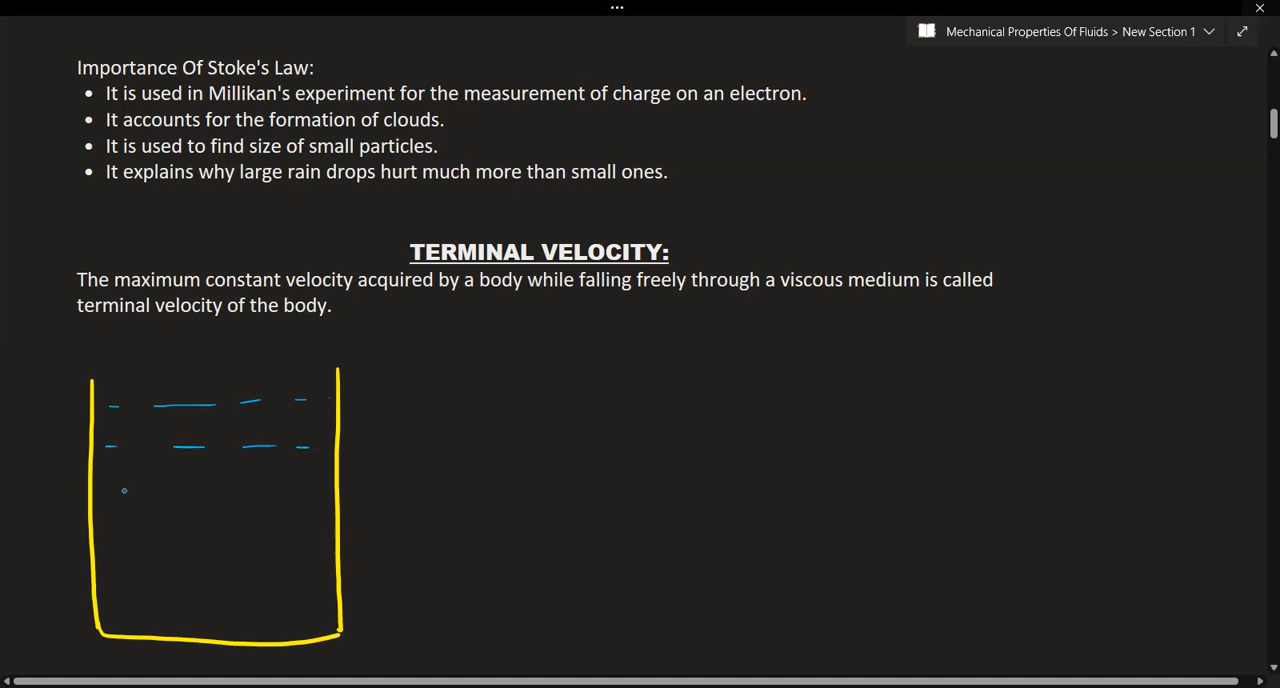 Mechanical Properties Of Fluids > New Section 1
Importance Of Stoke's Law:
• It is used in Millikan's experiment for the measurement of charge on an electron.
• It accounts for the formation of clouds.
• It is used to find size of small particles.
• It explains why large rain drops hurt much more than small ones.
TERMINAL VELOCITY:
The maximum constant velocity acquired by a body while falling freely through a viscous medium is called
terminal velocity of the body.